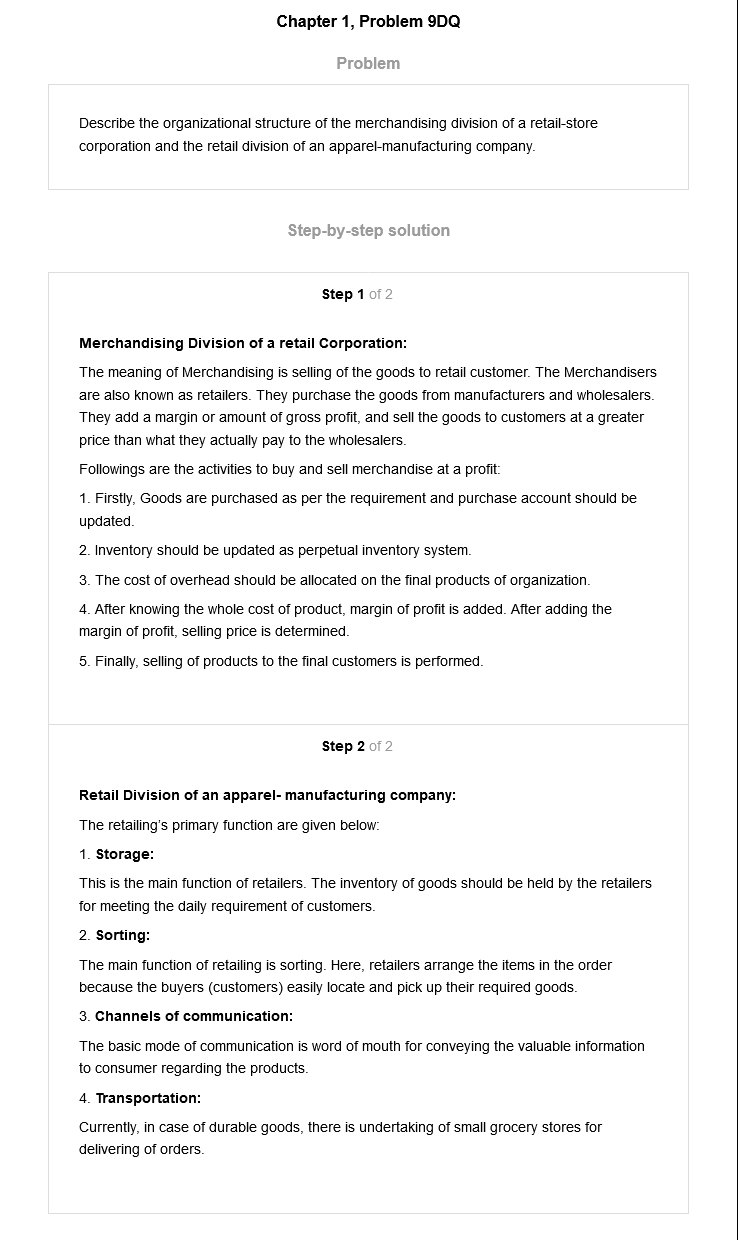 Chapter 1, Problem 9DQ
Problem
Describe the organizational structure of the merchandising division of a retail-store
corporation and the retail division of an apparel-manufacturing company.
Step-by-step solution
Step 1 of 2
Merchandising Division of a retail Corporation:
The meaning of Merchandising is selling of the goods to retail customer. The Merchandisers
are also known as retailers. They purchase the goods from manufacturers and wholesalers.
They add a margin or amount of gross profit, and sell the goods to customers at a greater
price than what they actually pay to the wholesalers.
Followings are the activities to buy and sell merchandise at a profit:
1. Firstly, Goods are purchased as per the requirement and purchase account should be
updated.
2. Inventory should be updated as perpetual inventory system.
3. The cost of overhead should be allocated on the final products of organization.
4. After knowing the whole cost of product, margin of profit is added. After adding the
margin of profit, selling price is determined.
5. Finally, selling of products to the final customers is performed.
Step 2 of 2
Retail Division of an apparel- manufacturing company:
The retailing's primary function are given below:
1. Storage:
This is the main function of retailers. The inventory of goods should be held by the retailers
for meeting the daily requirement of customers.
2. Sorting:
The main function of retailing is sorting. Here, retailers arrange the items in the order
because the buyers (customers) easily locate and pick up their required goods.
3. Channels of communication:
The basic mode of communication is word of mouth for conveying the valuable information
to consumer regarding the products.
4. Transportation:
Currently, in case of durable goods, there is undertaking of small grocery stores for
delivering of orders.